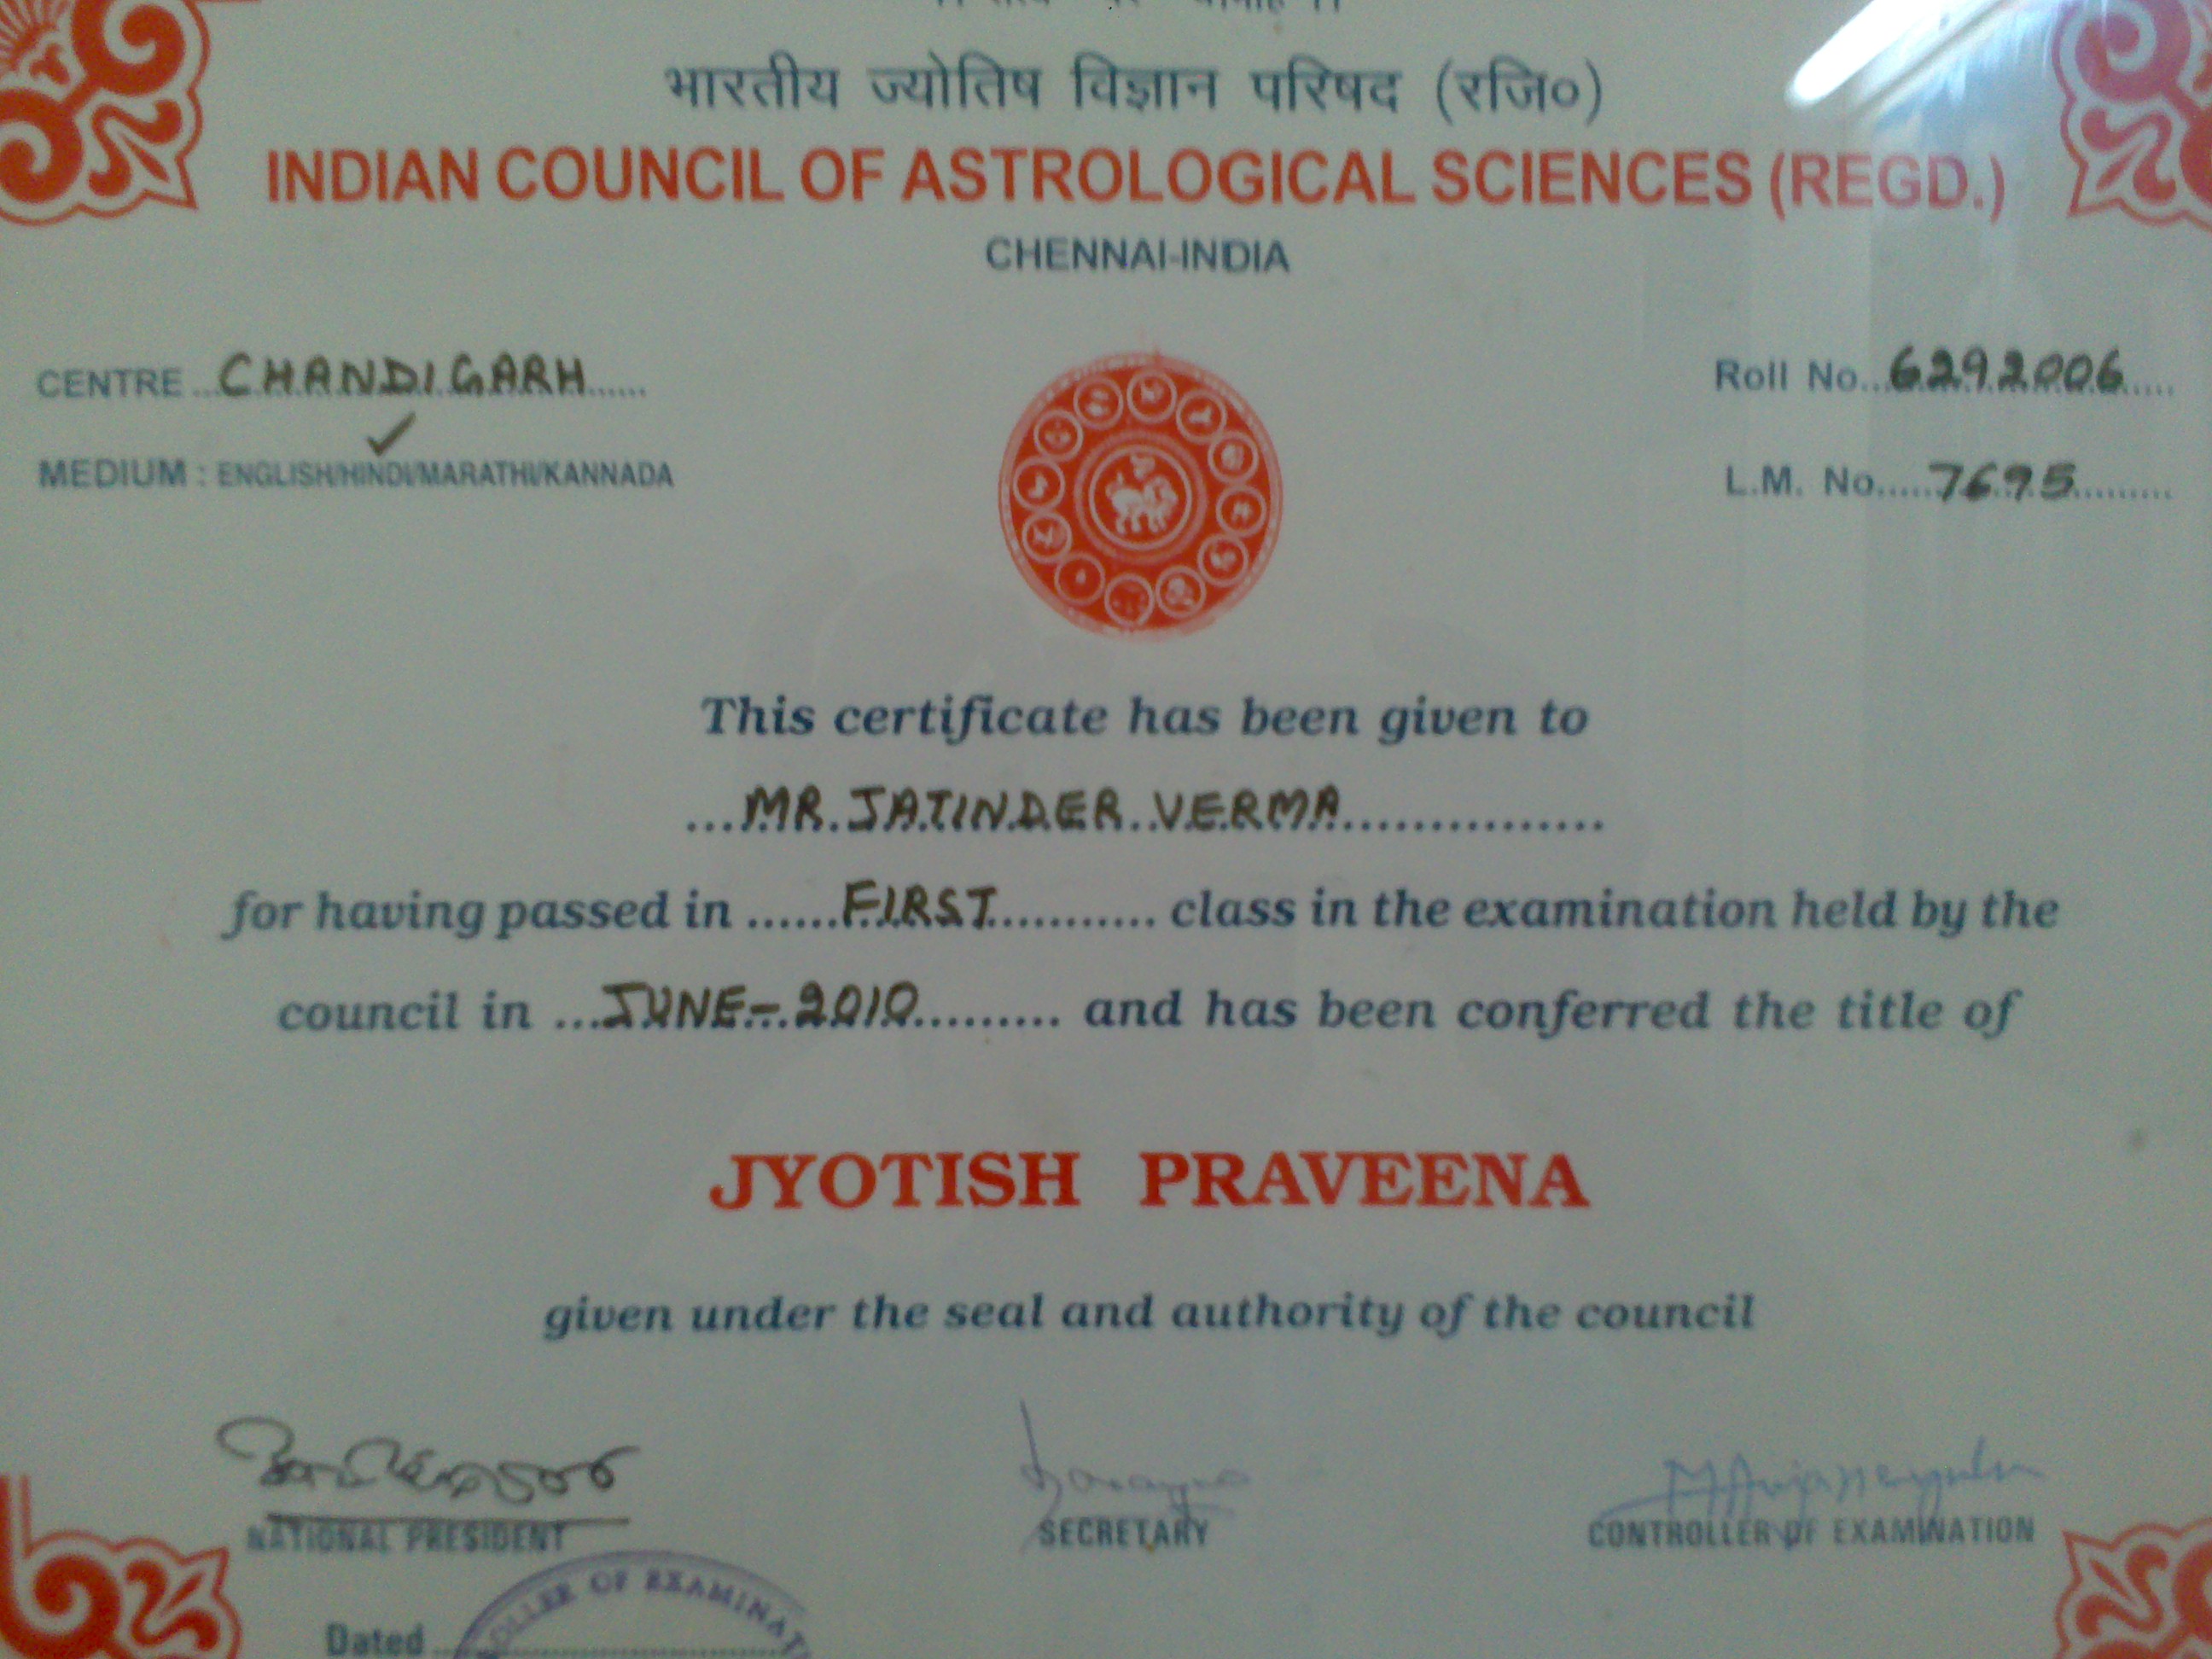 भारतीय ज्योतिष विज्ञान परिषद (रजि०)
INDIAN COUNCIL OF ASTROLOGICAL SCIENCES (REGD.)
CHENNAI-INDIA
CENTRE ...CHANDIGARH......
Roll No...6292006.....
MEDIUM : ENGLISH/HINDI/MARATHI/KANNADA
L.M. No.....7695.........
This certificate has been given to
...MR. JATINDER VERMA................
for having passed in ......FIRST........... class in the examination held by the
council in ...JUNE-2010.......... and has been conferred the title of
JYOTISH PRAVEENA
given under the seal and authority of the council
NATIONAL PRESIDENT
SECRETARY
CONTROLLER OF EXAMINATION
OF EXAMINAT
Dated